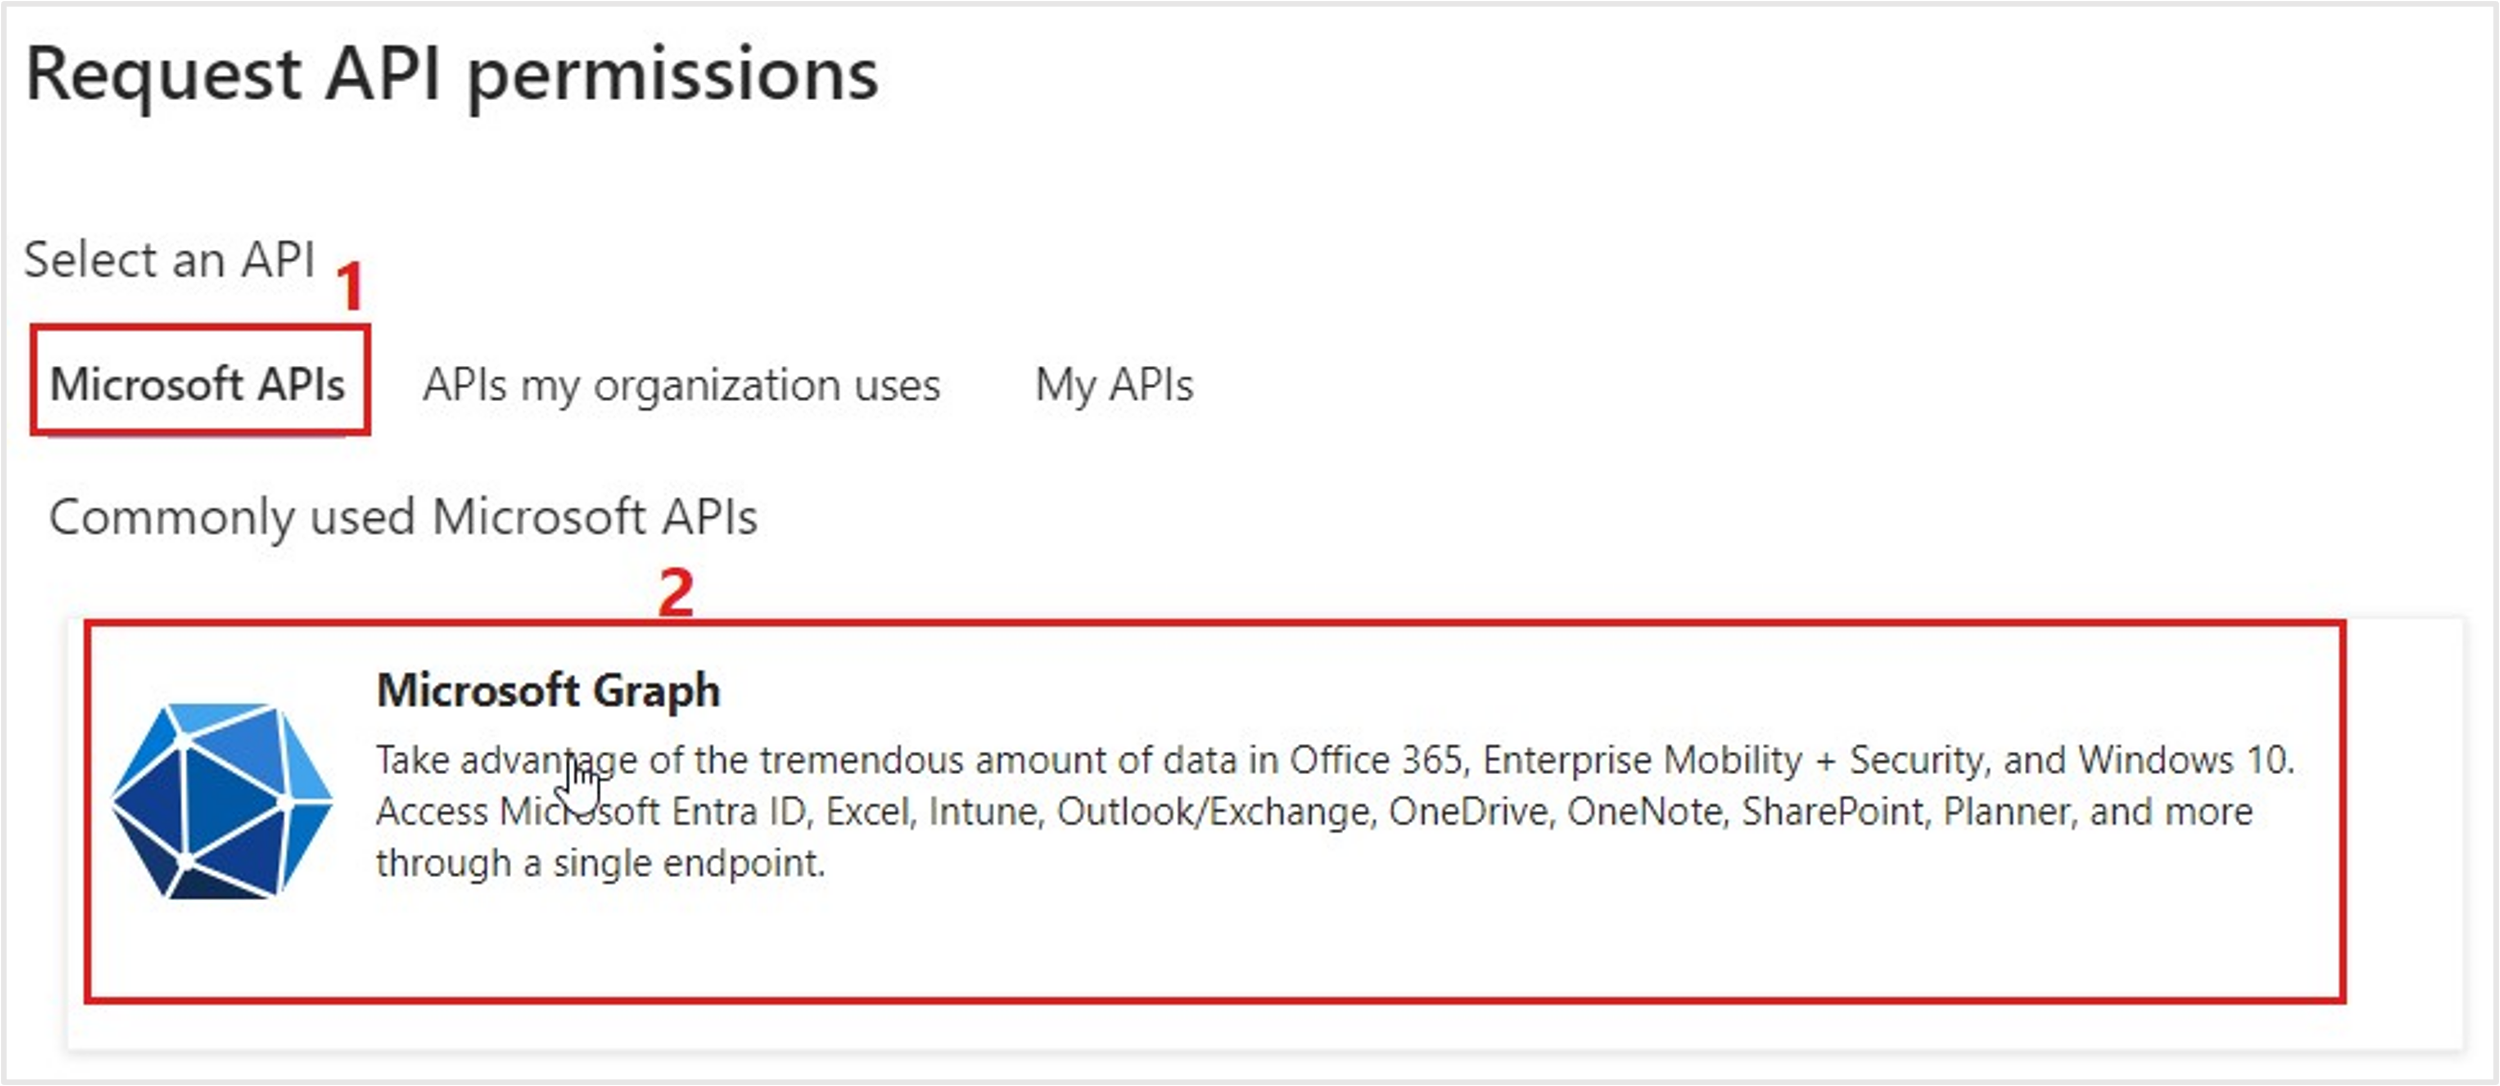 Request API permissions
Select an API
1
Microsoft APIs APIs my organization uses My APIs
Commonly used Microsoft APIs
2
Microsoft Graph
Take advantage of the tremendous amount of data in Office 365, Enterprise Mobility + Security, and Windows 10.
Access Microsoft Entra ID, Excel, Intune, Outlook/Exchange, OneDrive, OneNote, SharePoint, Planner, and more
through a single endpoint.